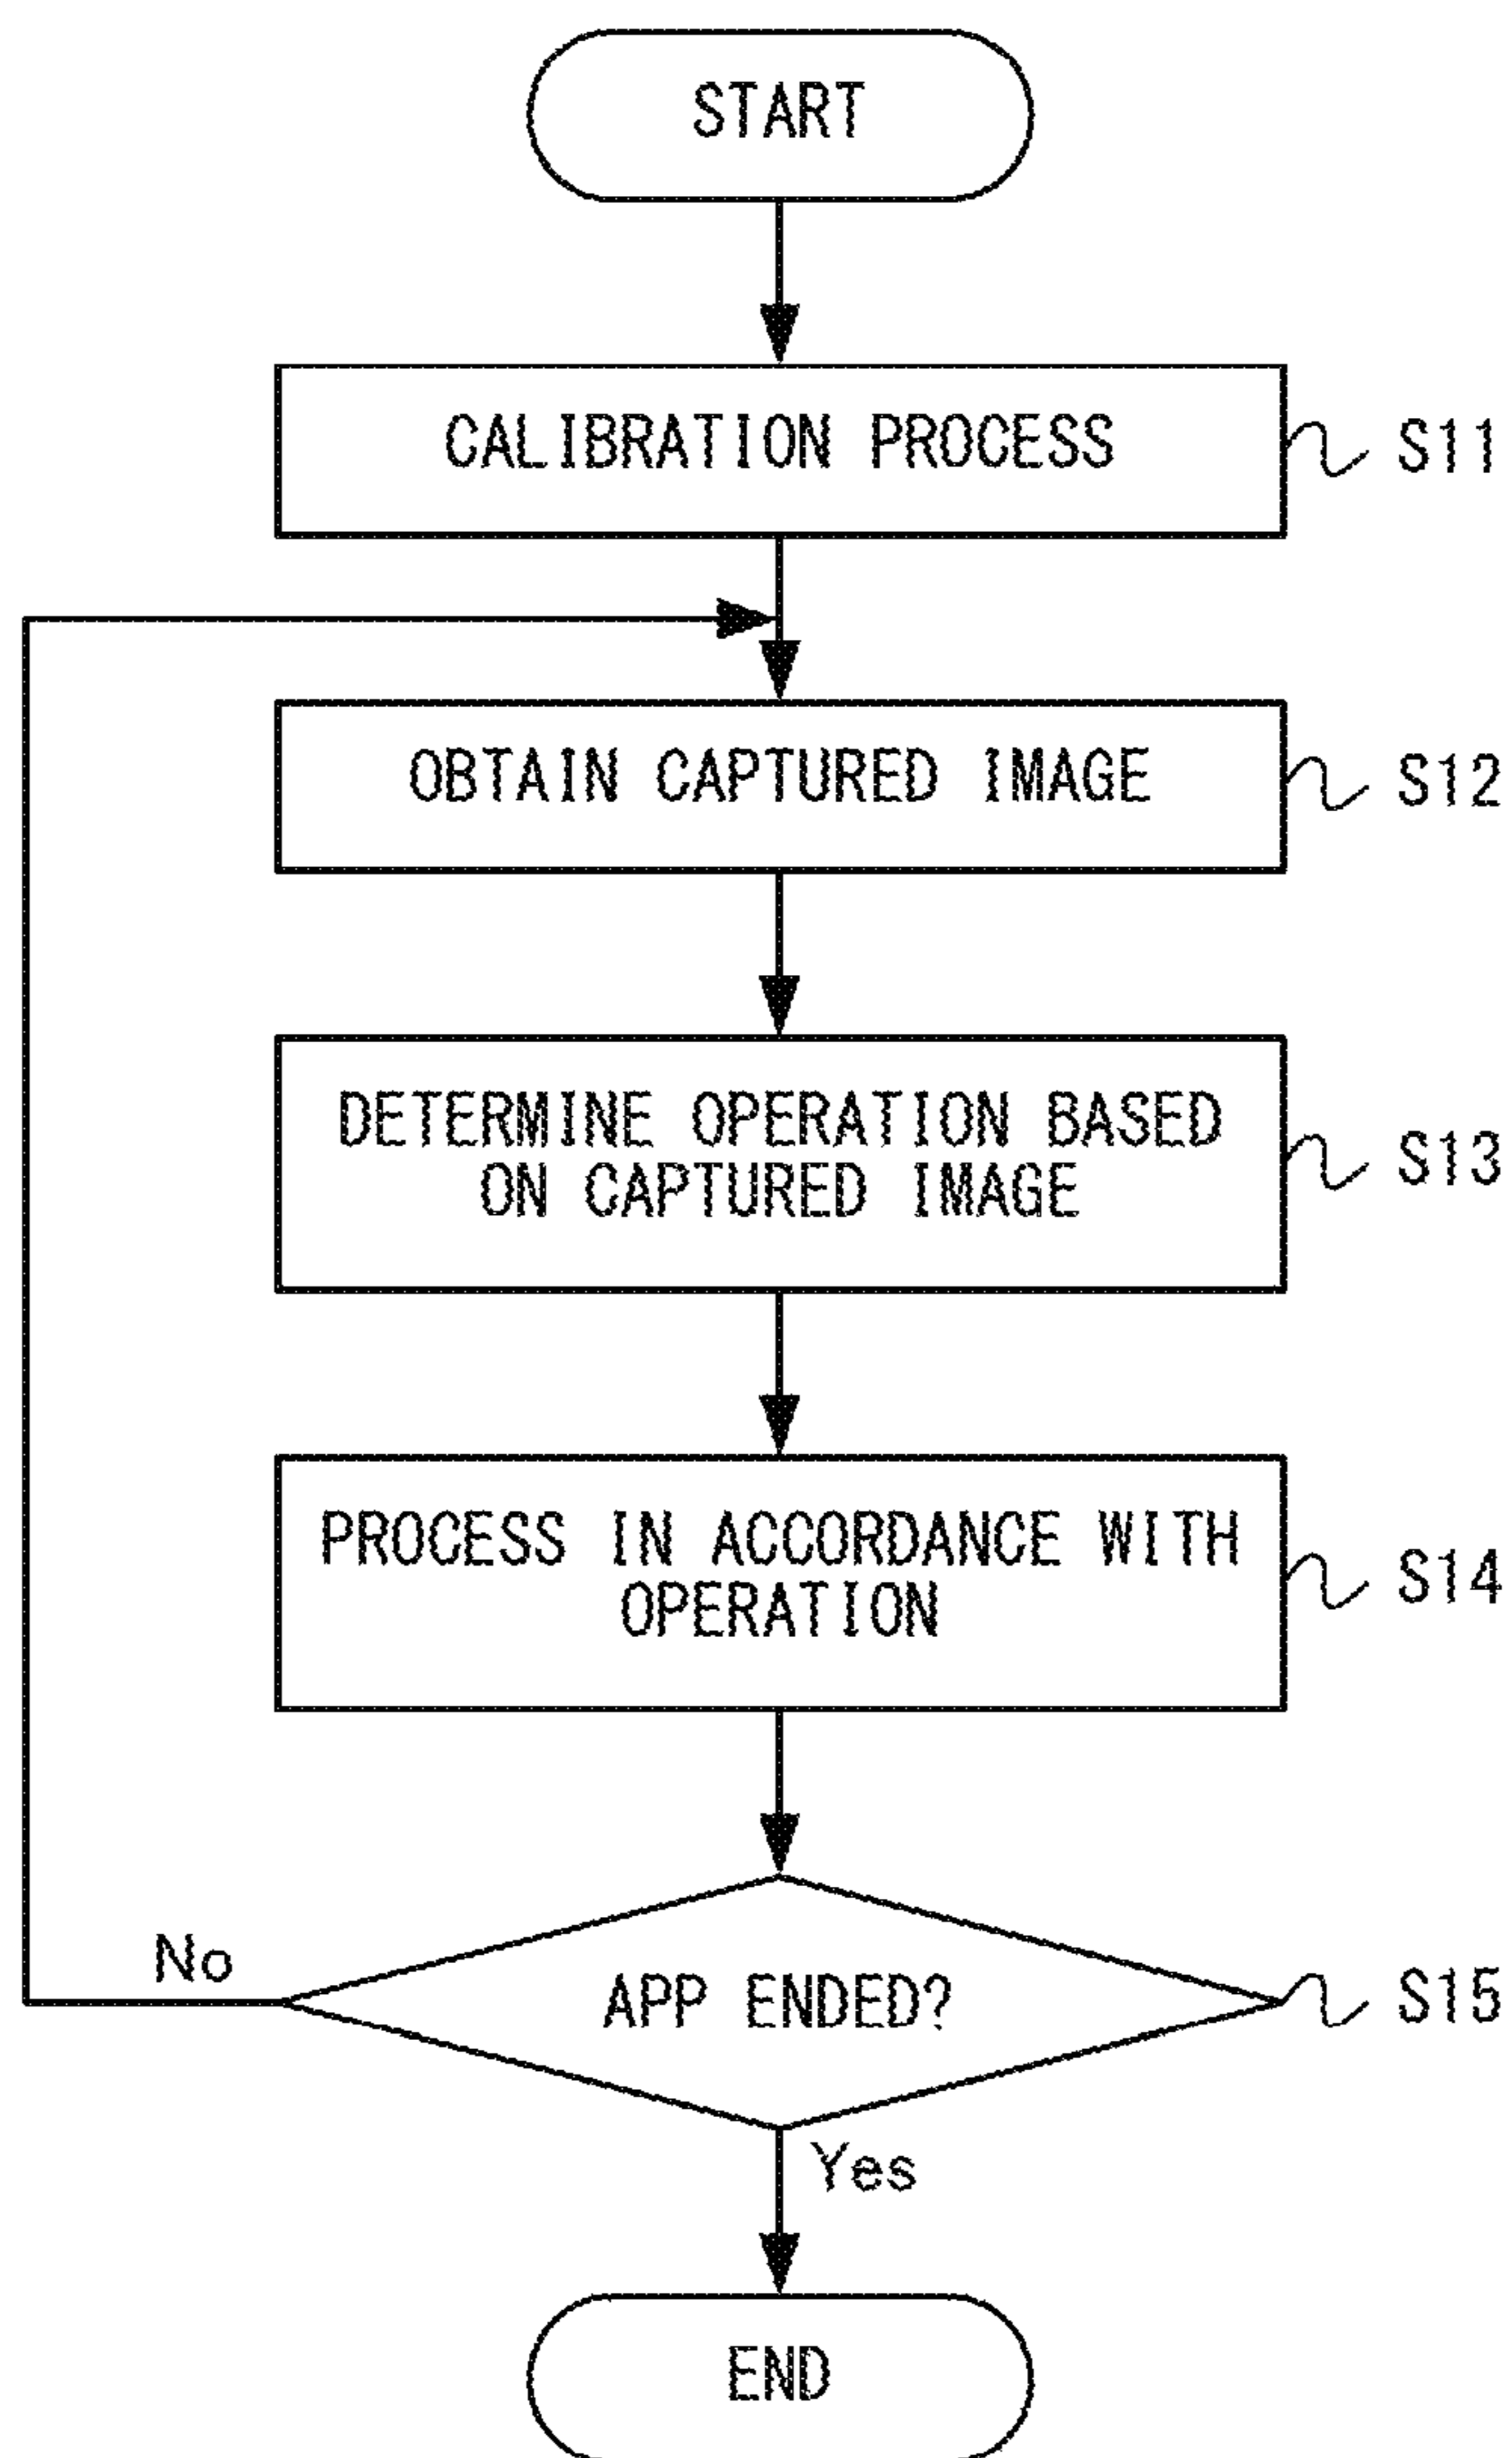 START
CALIBRATION PROCESS
S11
OBTAIN CAPTURED IMAGE
S12
DETERMINE OPERATION BASED
ON CAPTURED IMAGE
S13
PROCESS IN ACCORDANCE WITH
OPERATION
S14
No
APP ENDED?
S15
Yes
END